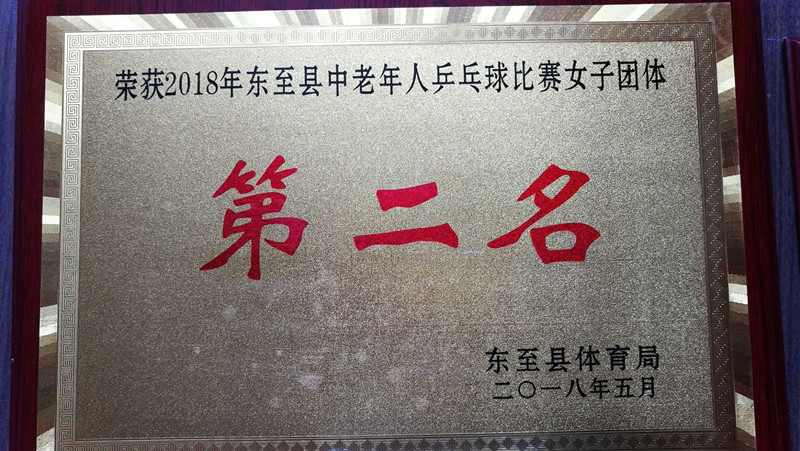 荣获2018年东至县中老年人乒乓球比赛女子团体
第二名
东至县体育局
二〇一八年五月